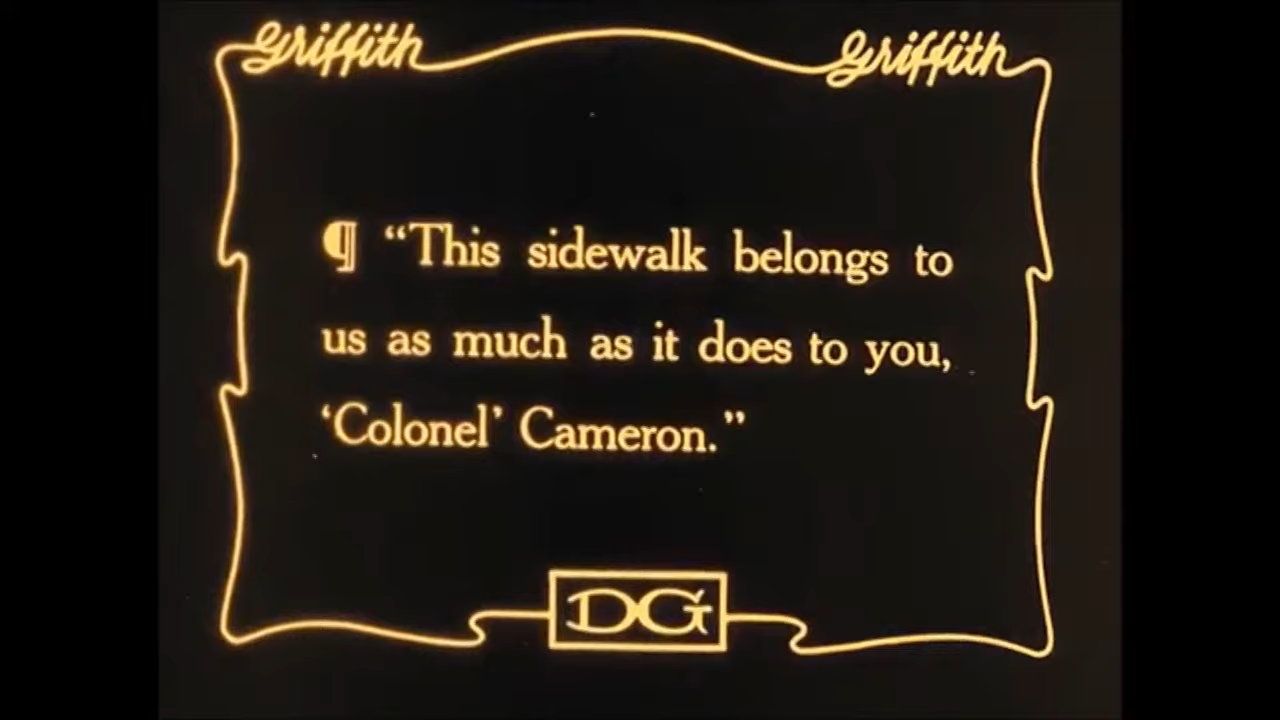 Griffith Griffith
¶ “This sidewalk belongs to
us as much as it does to you,
‘Colonel’ Cameron.”
DG